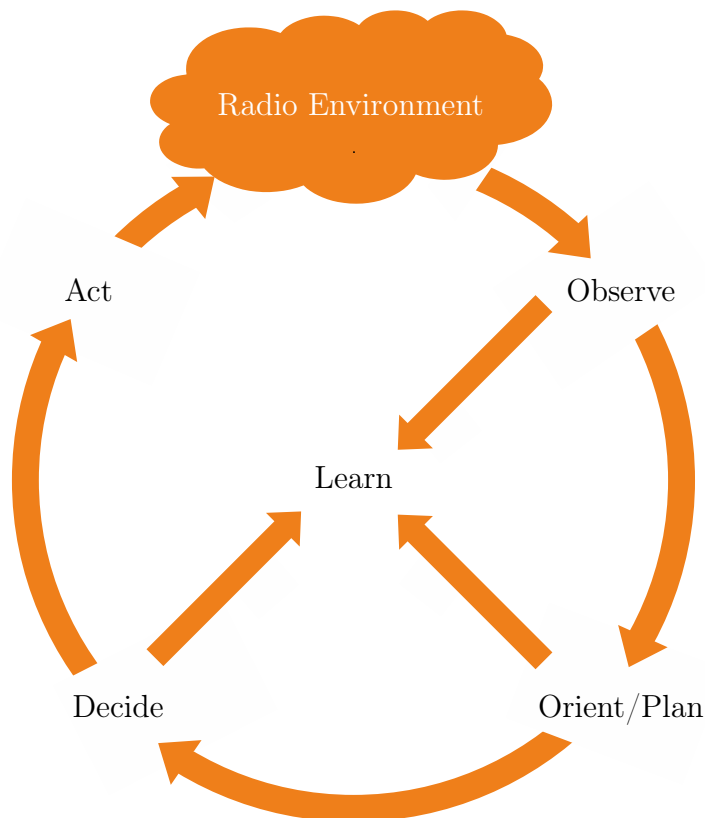 Radio Environment
.
Act
Observe
Learn
Decide
Orient/Plan